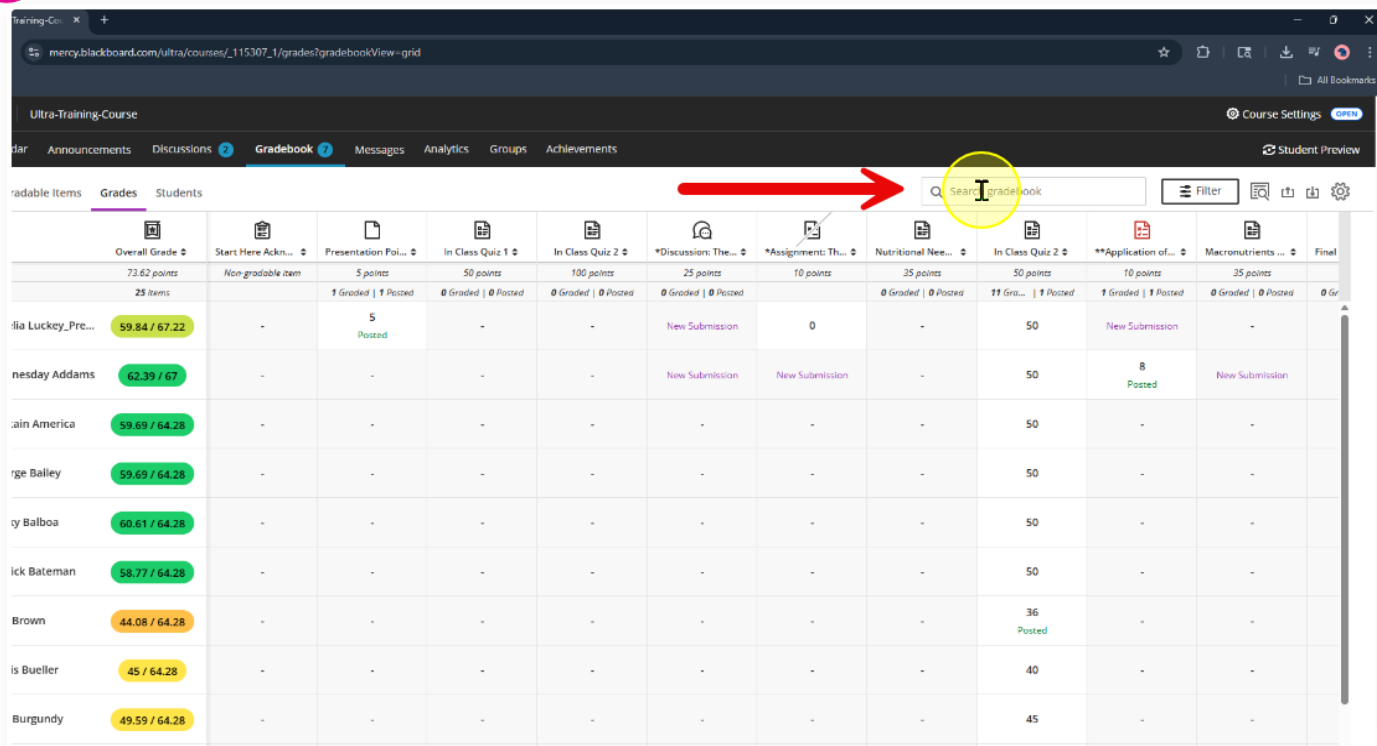 Training-Co
mercy.blackboard.com/ultra/courses/_115307_1/grades?gradebookView=grid
All Bookmarks
Ultra-Training-Course
Course Settings OPEN
dar Announcements Discussions 2 Gradebook 7 Messages Analytics Groups Achievements Student Preview
radable Items Grades Students Search gradebook Filter
Overall Grade Start Here Ackn... Presentation Poi... In Class Quiz 1 In Class Quiz 2 *Discussion: The... *Assignment: Th... Nutritional Nee... In Class Quiz 2 **Application of... Macronutrients ... Final
73.62 points Non-gradable item 5 points 50 points 100 points 25 points 10 points 35 points 50 points 10 points 35 points
25 items 1 Graded | 1 Posted 0 Graded | 0 Posted 0 Graded | 0 Posted 0 Graded | 0 Posted 0 Graded | 0 Posted 11 Gra... | 1 Posted 1 Graded | 1 Posted 0 Graded | 0 Posted 0 Gr
lia Luckey_Pre... 59.84 / 67.22 - 5 - - New Submission 0 - 50 New Submission -
Posted
nesday Addams 62.39 / 67 - - - - New Submission New Submission - 50 8 New Submission
Posted
tain America 59.69 / 64.28 - - - - - - - 50 - -
rge Bailey 59.69 / 64.28 - - - - - - - 50 - -
ky Balboa 60.61 / 64.28 - - - - - - - 50 - -
ick Bateman 58.77 / 64.28 - - - - - - - 50 - -
Brown 44.08 / 64.28 - - - - - - - 36 - -
Posted
is Bueller 45 / 64.28 - - - - - - - 40 - -
Burgundy 49.59 / 64.28 - - - - - - - 45 - -